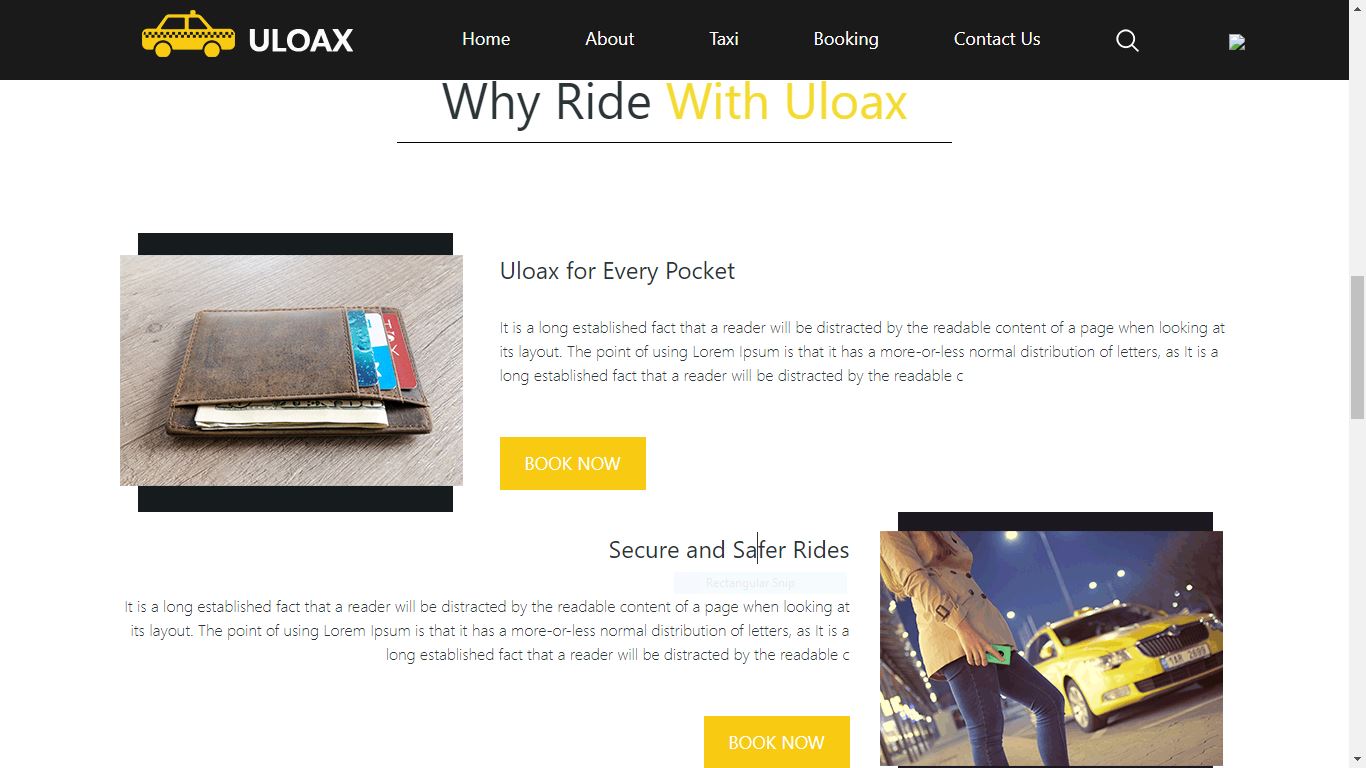 ULOAX
Home About Taxi Booking Contact Us
Why Ride With Uloax
Uloax for Every Pocket
It is a long established fact that a reader will be distracted by the readable content of a page when looking at
its layout. The point of using Lorem Ipsum is that it has a more-or-less normal distribution of letters, as It is a
long established fact that a reader will be distracted by the readable c
BOOK NOW
Secure and Safer Rides
Rectangular Snip
It is a long established fact that a reader will be distracted by the readable content of a page when looking at
its layout. The point of using Lorem Ipsum is that it has a more-or-less normal distribution of letters, as It is a
long established fact that a reader will be distracted by the readable c
BOOK NOW